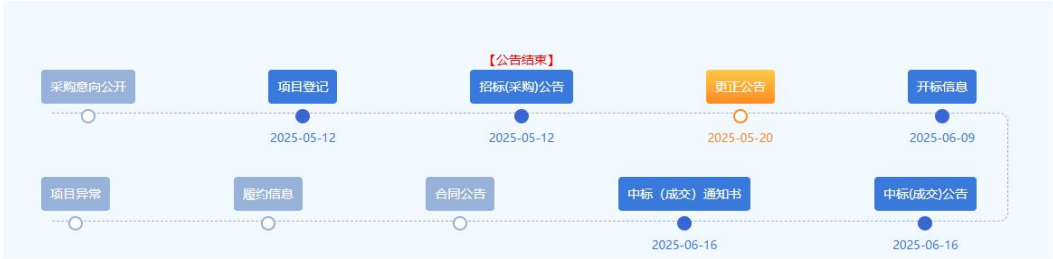 【公告结束】
采购意向公开
项目登记
招标(采购)公告
更正公告
开标信息
2025-05-12
2025-05-12
2025-05-20
2025-06-09
项目异常
履约信息
合同公告
中标（成交）通知书
中标(成交)公告
2025-06-16
2025-06-16